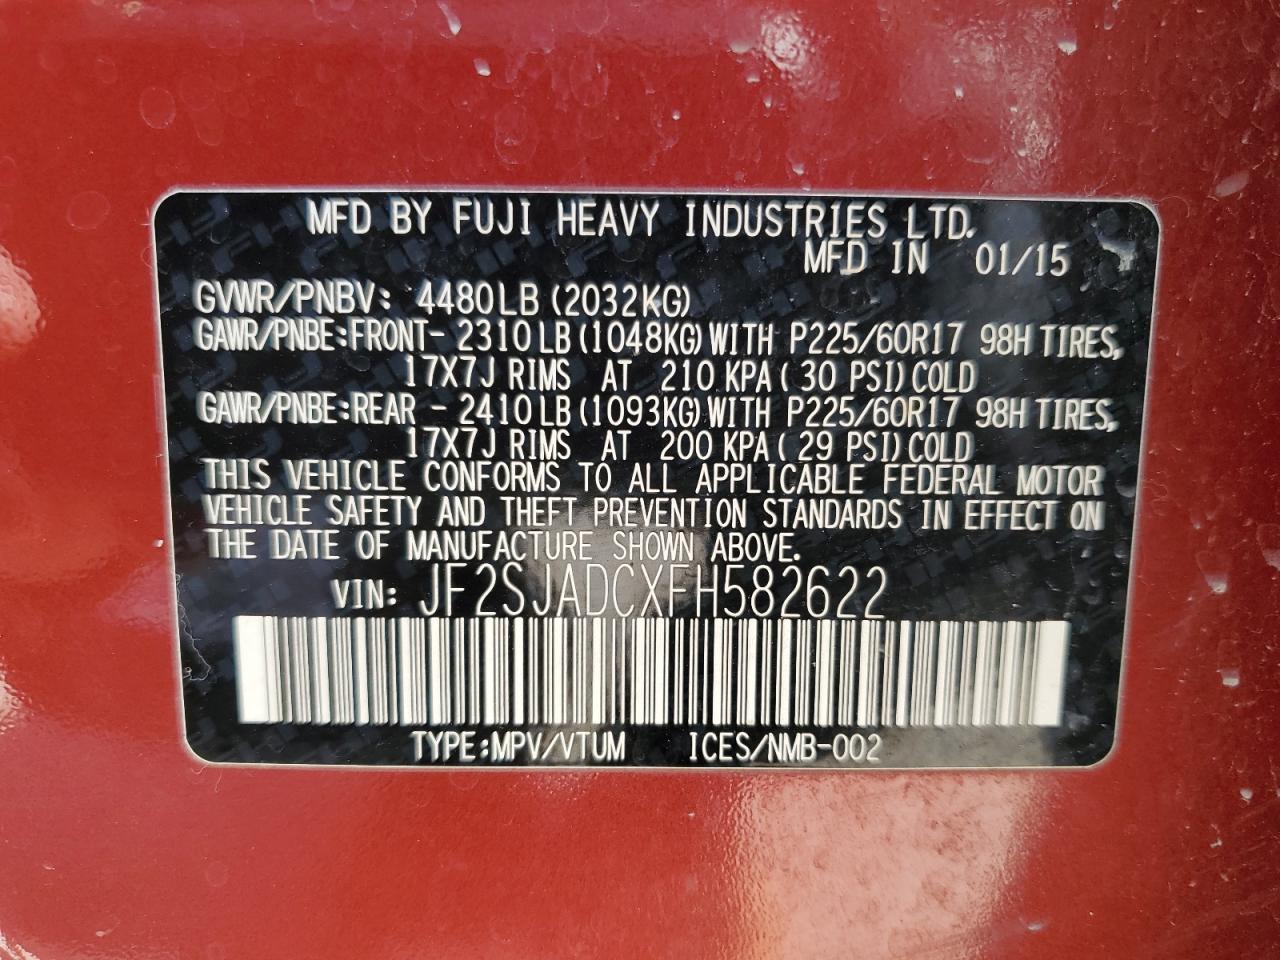 MFD BY FUJI HEAVY INDUSTRIES LTD.
MFD IN 01/15
GVWR/PNBV: 4480LB (2032KG)
GAWR/PNBE:FRONT- 2310LB (1048KG) WITH P225/60R17 98H TIRES,
17X7J RIMS AT 210 KPA ( 30 PSI) COLD
GAWR/PNBE:REAR - 2410LB (1093KG) WITH P225/60R17 98H TIRES,
17X7J RIMS AT 200 KPA ( 29 PSI) COLD
THIS VEHICLE CONFORMS TO ALL APPLICABLE FEDERAL MOTOR
VEHICLE SAFETY AND THEFT PREVENTION STANDARDS IN EFFECT ON
THE DATE OF MANUFACTURE SHOWN ABOVE.
VIN: JF2SJADCXFH582622
TYPE:MPV/VTUM ICES/NMB-002